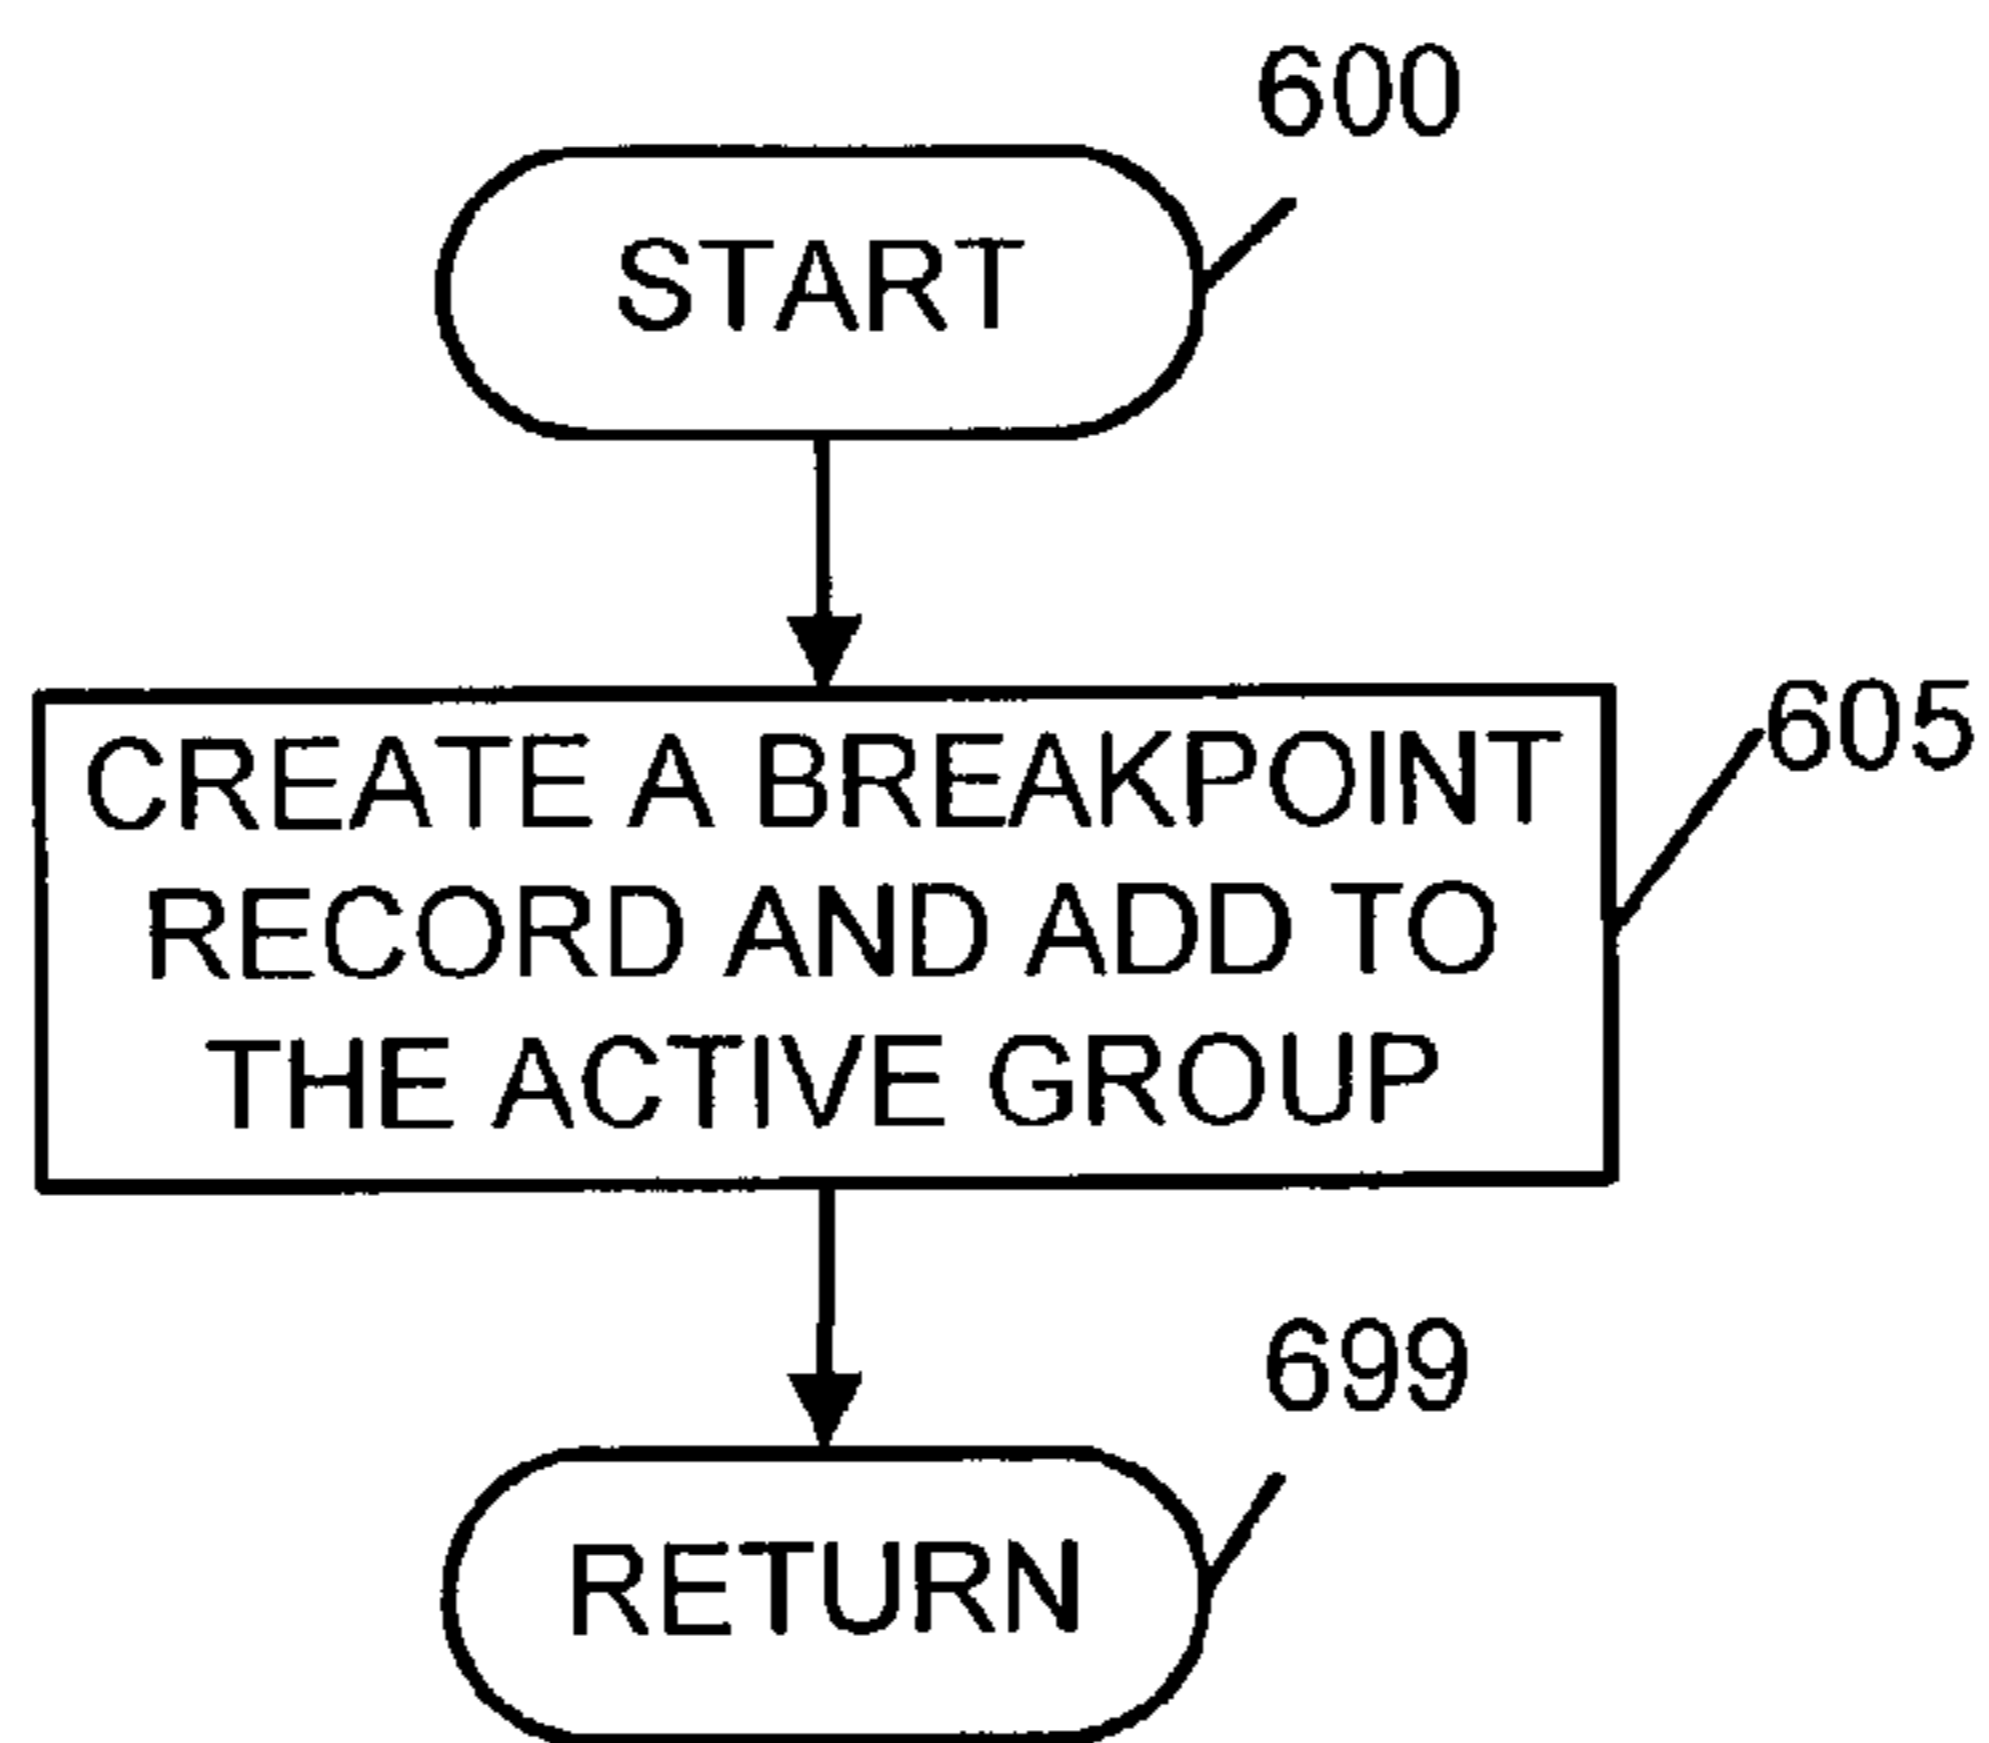 600
START
605
CREATE A BREAKPOINT
RECORD AND ADD TO
THE ACTIVE GROUP
699
RETURN